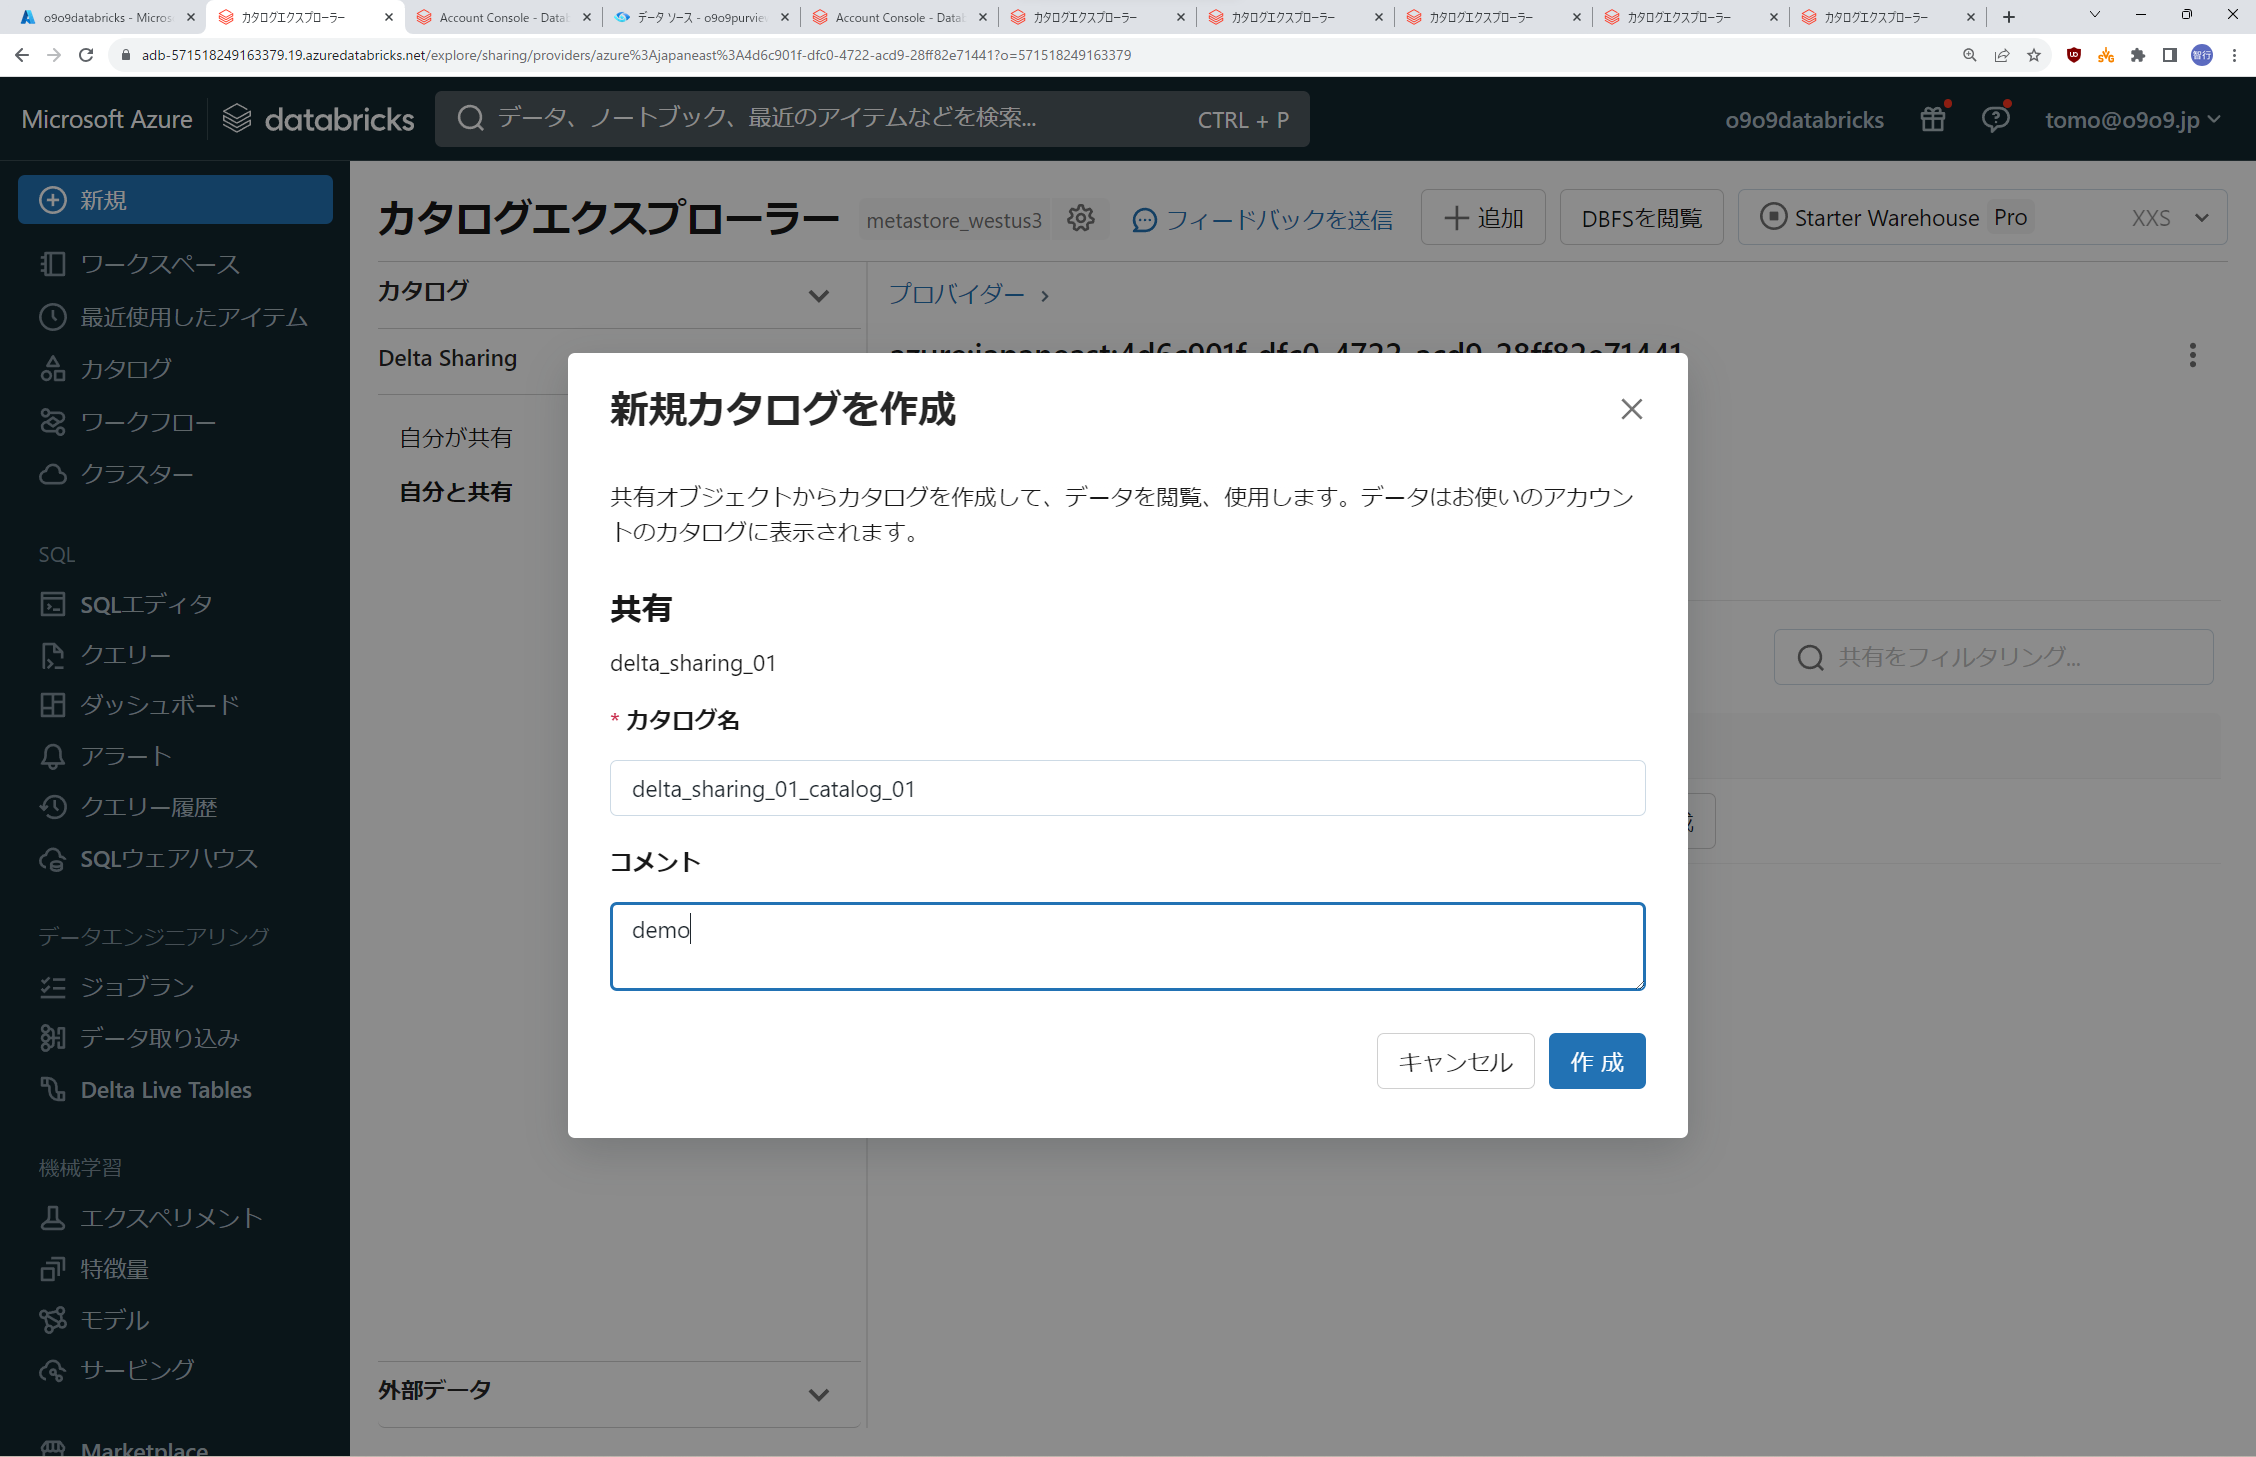 o9o9databricks - Micros
カタログエクスプローラー
Account Console - Datab
データ ソース - o9o9purviev
Account Console - Datab
カタログエクスプローラー
カタログエクスプローラー
カタログエクスプローラー
カタログエクスプローラー
カタログエクスプローラー
adb-571518249163379.19.azuredatabricks.net/explore/sharing/providers/azure%3Ajapaneast%3A4d6c901f-dfc0-4722-acd9-28ff82e71441?o=571518249163379
智行
Microsoft Azure
databricks
データ、ノートブック、最近のアイテムなどを検索...
CTRL + P
o9o9databricks
tomo@o9o9.jp
新規
ワークスペース
最近使用したアイテム
カタログ
ワークフロー
クラスター
SQL
SQLエディタ
クエリー
ダッシュボード
アラート
クエリー履歴
SQLウェアハウス
データエンジニアリング
ジョブラン
データ取り込み
Delta Live Tables
機械学習
エクスペリメント
特徴量
モデル
サービング
Marketplace
カタログエクスプローラー
metastore_westus3
フィードバックを送信
追加
DBFSを閲覧
Starter Warehouse
Pro
XXS
カタログ
Delta Sharing
自分が共有
自分と共有
外部データ
プロバイダー ›
azure:japaneast:4d6c901f-dfc0-4722-acd9-28ff82e71441
共有をフィルタリング...
新規カタログを作成
共有オブジェクトからカタログを作成して、データを閲覧、使用します。データはお使いのアカウン
トのカタログに表示されます。
共有
delta_sharing_01
* カタログ名
delta_sharing_01_catalog_01
コメント
demo
キャンセル
作 成